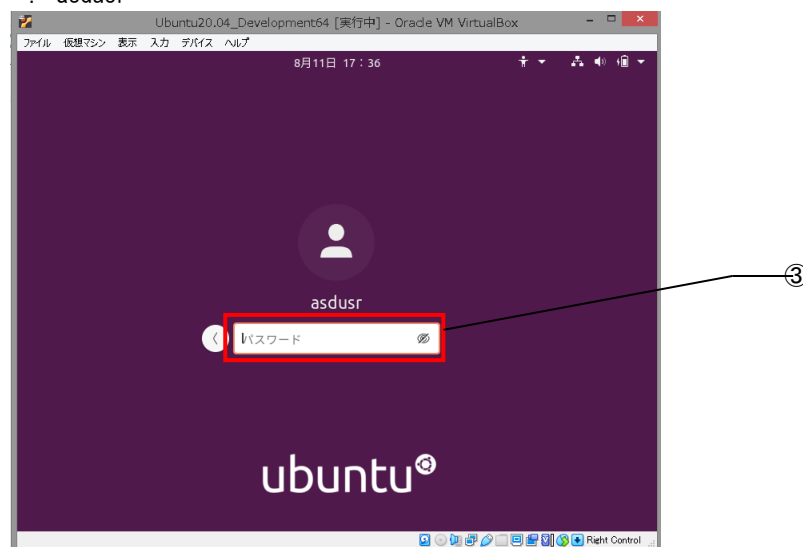 Ubuntu20.04_Development64 [実行中] - Oracle VM VirtualBox
ファイル 仮想マシン 表示 入力 デバイス ヘルプ
8月11日 17：36
asdusr
③
パスワード
ubuntu
Right Control